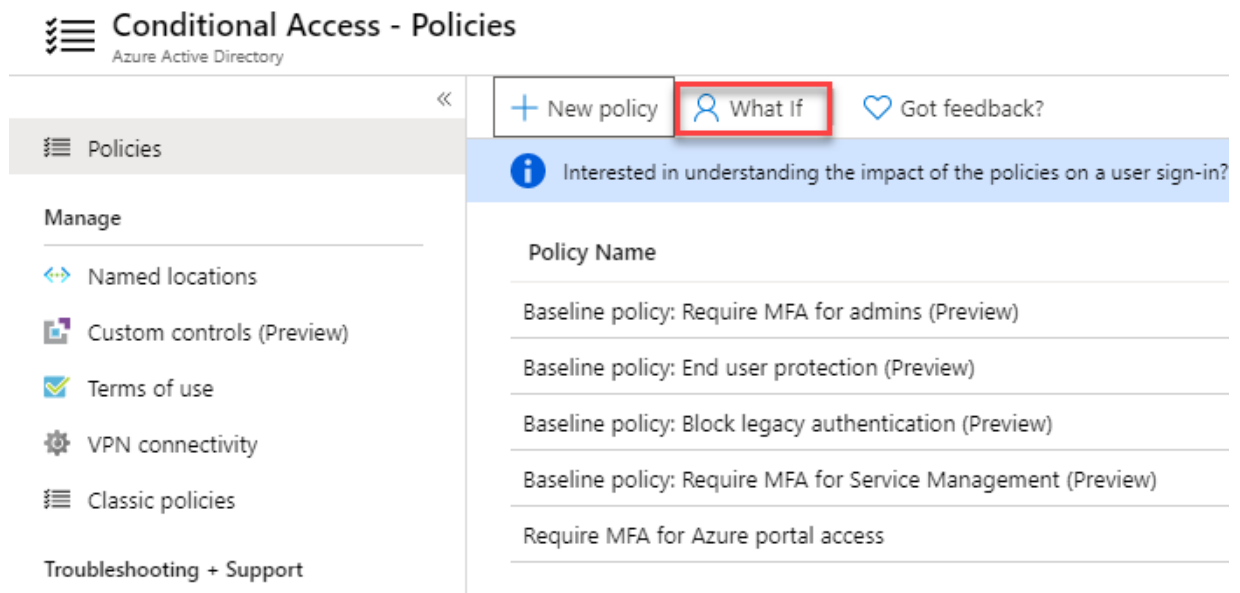 Conditional Access - Policies
Azure Active Directory
«
Policies
Manage
Named locations
Custom controls (Preview)
Terms of use
VPN connectivity
Classic policies
Troubleshooting + Support
+ New policy
What If
Got feedback?
Interested in understanding the impact of the policies on a user sign-in?
Policy Name
Baseline policy: Require MFA for admins (Preview)
Baseline policy: End user protection (Preview)
Baseline policy: Block legacy authentication (Preview)
Baseline policy: Require MFA for Service Management (Preview)
Require MFA for Azure portal access